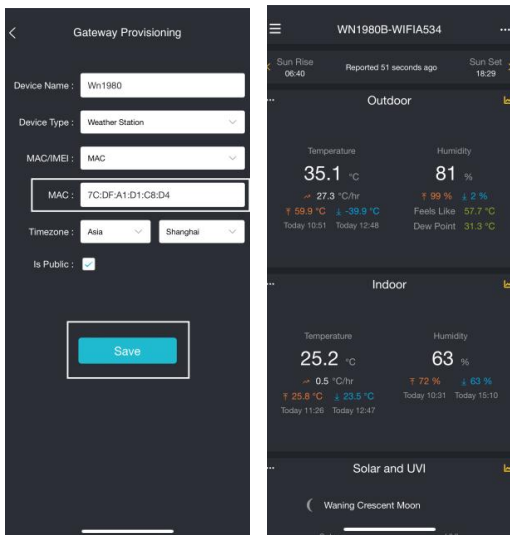 Gateway Provisioning
Device Name :
Wn1980
Device Type :
Weather Station
MAC/IMEI :
MAC
MAC :
7C:DF:A1:D1:C8:D4
Timezone :
Asia
Shanghai
Is Public :
Save
WN1980B-WIFIA534
Sun Rise
06:40
Reported 51 seconds ago
Sun Set
18:29
Outdoor
Temperature
35.1 °C
27.3 °C/hr
59.9 °C -39.9 °C
Today 10:51 Today 12:48
Humidity
81 %
99 % 2 %
Feels Like 57.7 °C
Dew Point 31.3 °C
Indoor
Temperature
25.2 °C
0.5 °C/hr
25.8 °C 23.5 °C
Today 11:26 Today 12:47
Humidity
63 %
72 % 63 %
Today 10:31 Today 15:10
Solar and UVI
Waning Crescent Moon